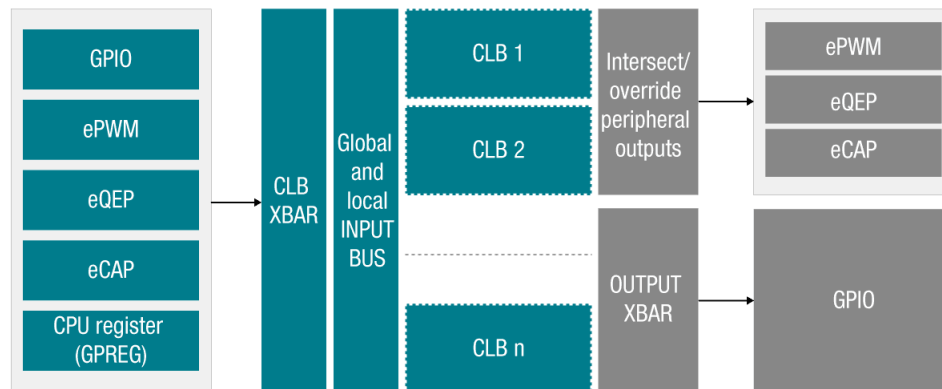 GPIO
ePWM
eQEP
eCAP
CPU register
(GPREG)
CLB
XBAR
Global
and
local
INPUT
BUS
CLB 1
CLB 2
CLB n
Intersect/
override
peripheral
outputs
OUTPUT
XBAR
ePWM
eQEP
eCAP
GPIO